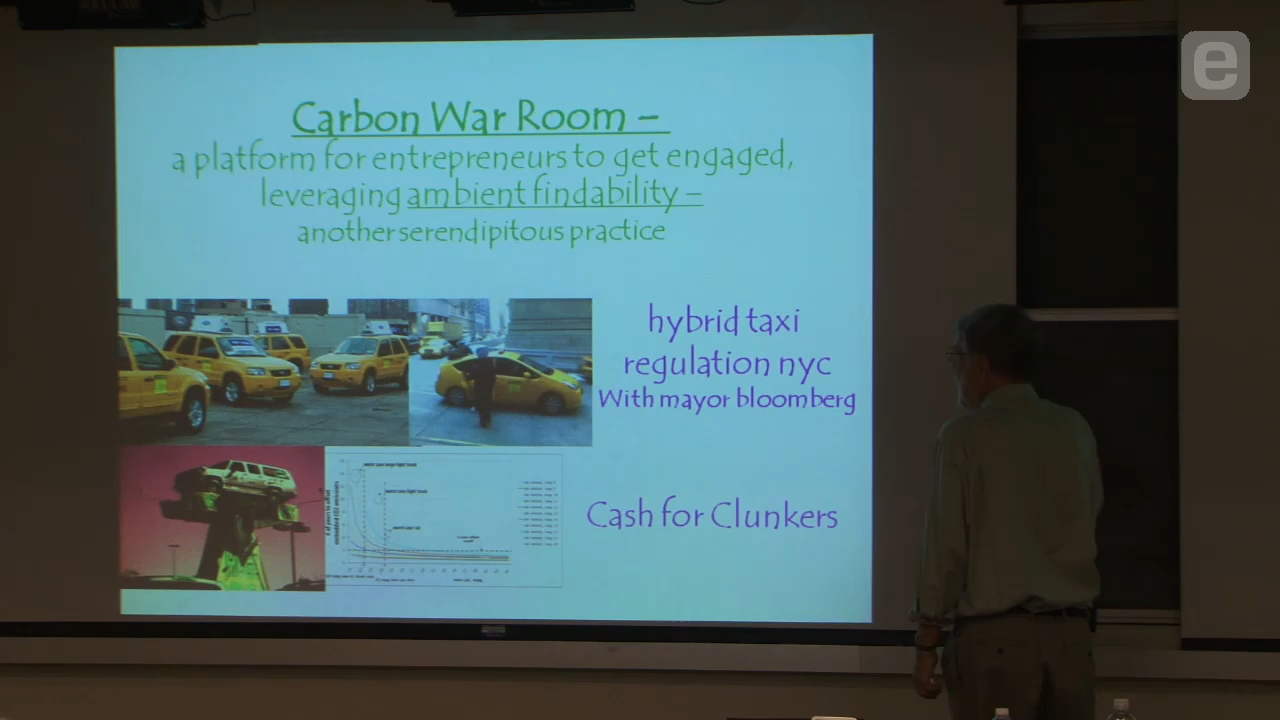 e
Carbon War Room –
a platform for entrepreneurs to get engaged,
leveraging ambient findability –
another serendipitous practice
hybrid taxi
regulation nyc
With mayor bloomberg
Cash for Clunkers